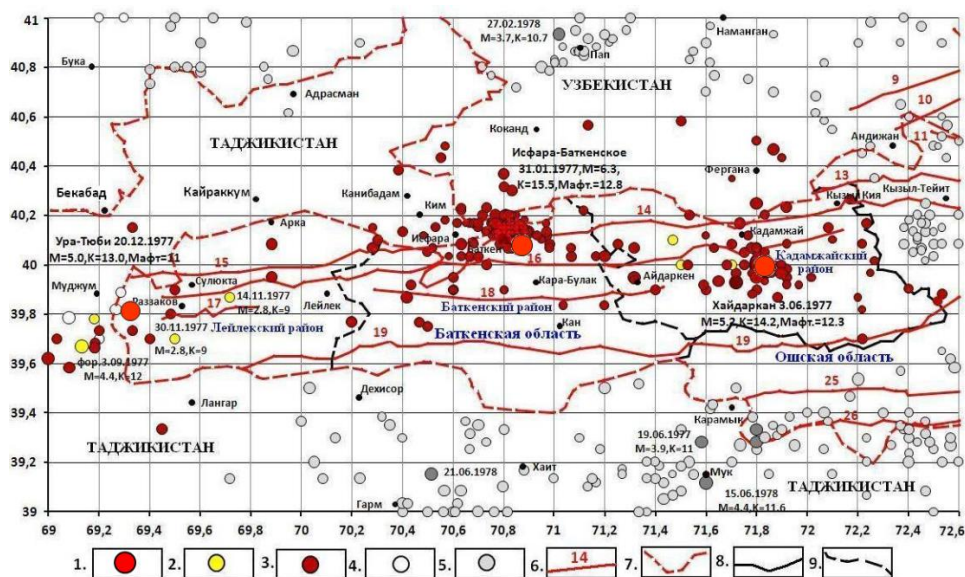 41
40,8
40,6
40,4
40,2
40
39,8
39,6
39,4
39,2
39
69 69,2 69,4 69,6 69,8 70 70,2 70,4 70,6 70,8 71 71,2 71,4 71,6 71,8 72 72,2 72,4 72,6
27.02.1978
M=3.7,K=10.7
Пап
Наманган
Бука
Адрасман
УЗБЕКИСТАН
ТАДЖИКИСТАН
Коканд
9
10
11
Андижан
Исфара-Баткенское
31.01.1977,M=6.3,
K=15.5,Mафт.=12.8
Фергана
13
Кызыл-Тейит
Кызыл Кия
Бекабад
Кайраккум
Канибадам
Ким
Арка
Исфара
Баткен
14
16
Кадамжай
Кадамжайский
район
Ура-Тюби 20.12.1977
M=5.0,K=13.0,Mафт=11
15
Сулюкта
Муджум
Раззаков
17
14.11.1977
M=2.8,K=9
Лейлек
18
Кара-Булак
Айдаркен
Баткенский район
Хайдаркан 3.06.1977
M=5.2,K=14.2,Mафт.=12.3
30.11.1977
M=2.8,K=9
Лейлекский район
19
Баткенская область
Кан
19
Ошская область
фор.3.09.1977
M=4.4,K=12
Лангар
Дехисор
25
26
Карамык
ТАДЖИКИСТАН
19.06.1977
M=3.9,K=11
21.06.1978
Хаит
Мук
Гарм
15.06.1978
M=4.4,K=11.6
ТАДЖИКИСТАН
1. 2. 3. 4. 5. 6. 14 7. 8. 9.